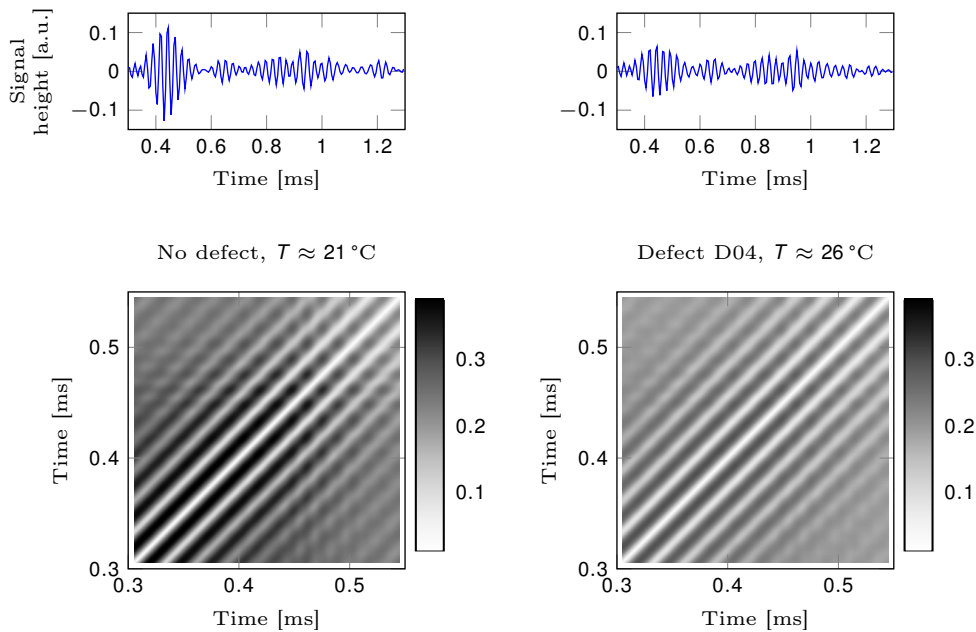 Signal
height [a.u.]
0.1
0
−0.1
0.4 0.6 0.8 1 1.2
Time [ms]
0.1
0
−0.1
0.4 0.6 0.8 1 1.2
Time [ms]
No defect, T ≈ 21 °C
Time [ms]
0.5
0.4
0.3
0.3 0.4 0.5
Time [ms]
0.3
0.2
0.1
Defect D04, T ≈ 26 °C
Time [ms]
0.5
0.4
0.3
0.3 0.4 0.5
Time [ms]
0.3
0.2
0.1